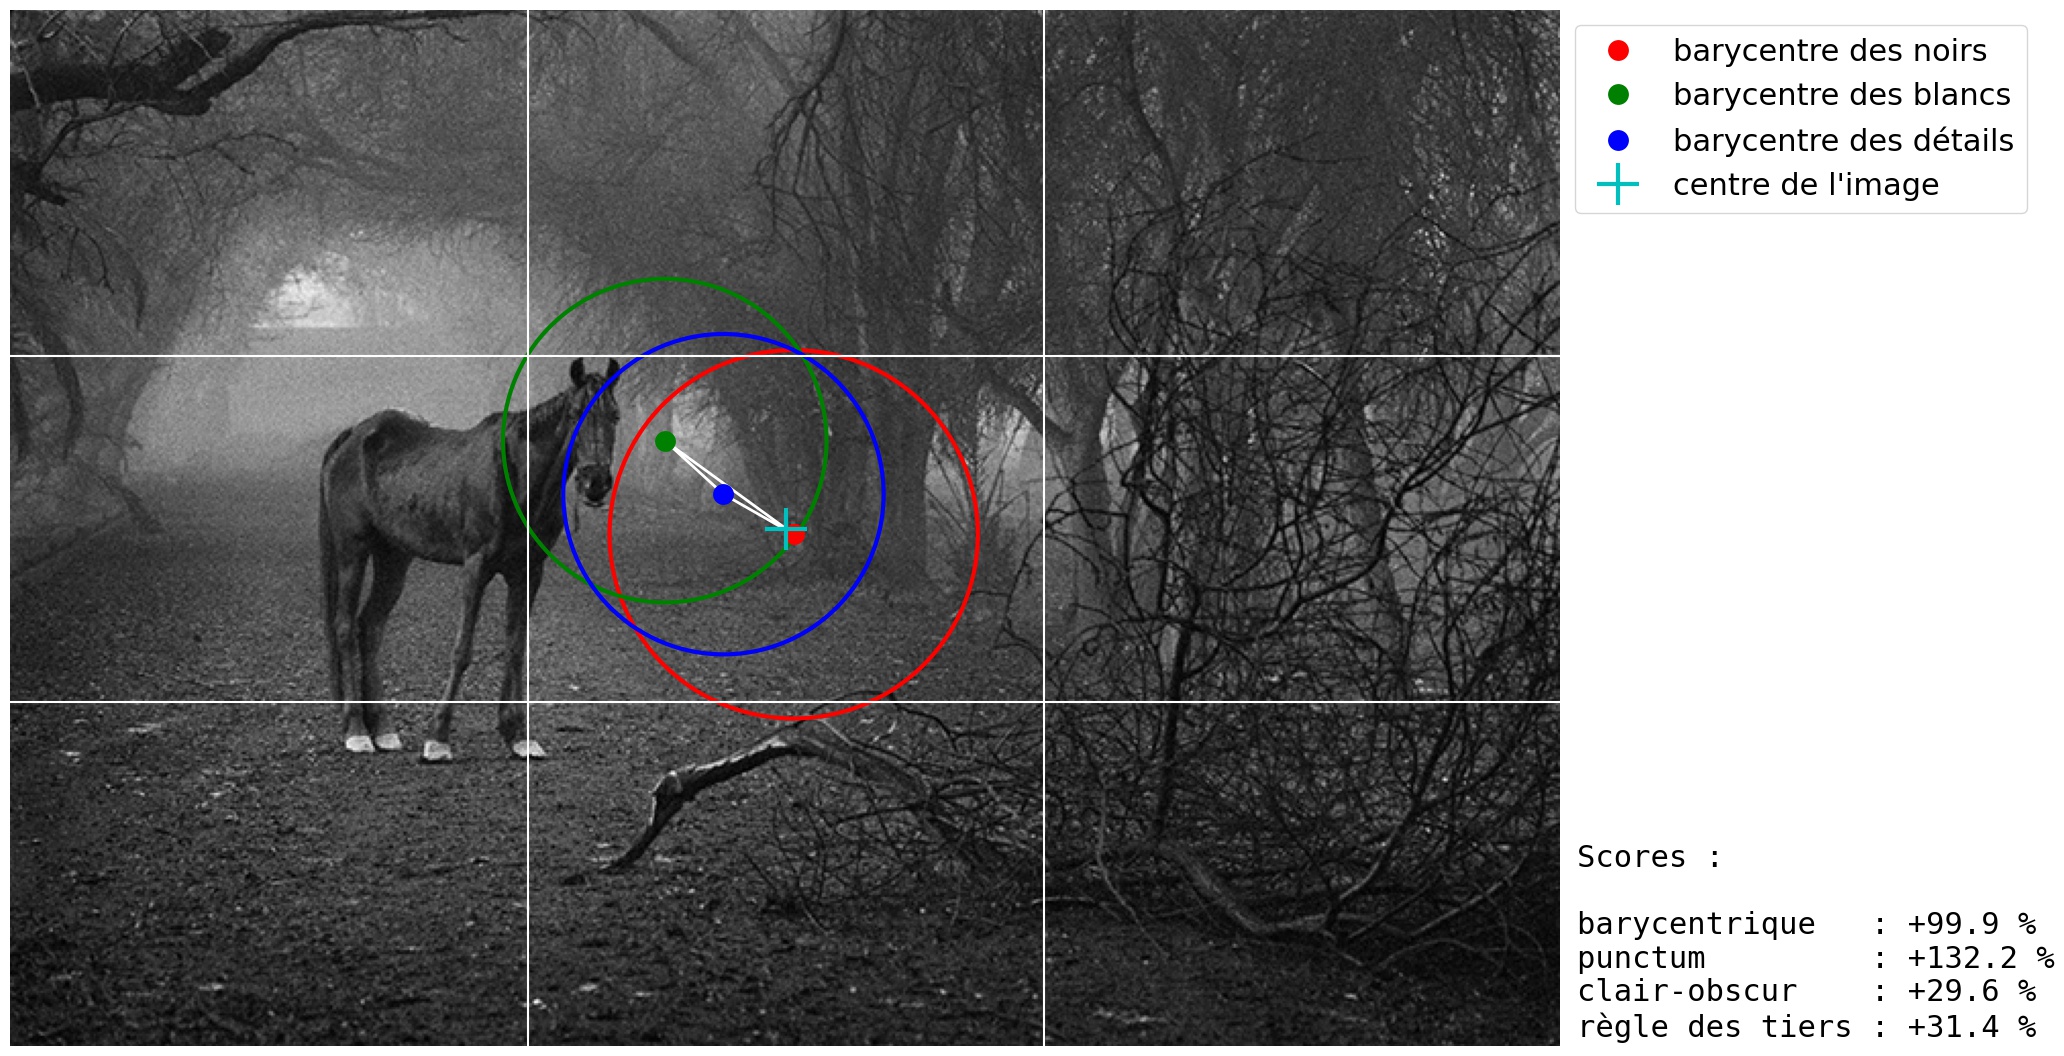 barycentre des noirs
barycentre des blancs
barycentre des détails
centre de l'image
Scores :
barycentrique   : +99.9 %
punctum         : +132.2 %
clair-obscur    : +29.6 %
règle des tiers : +31.4 %